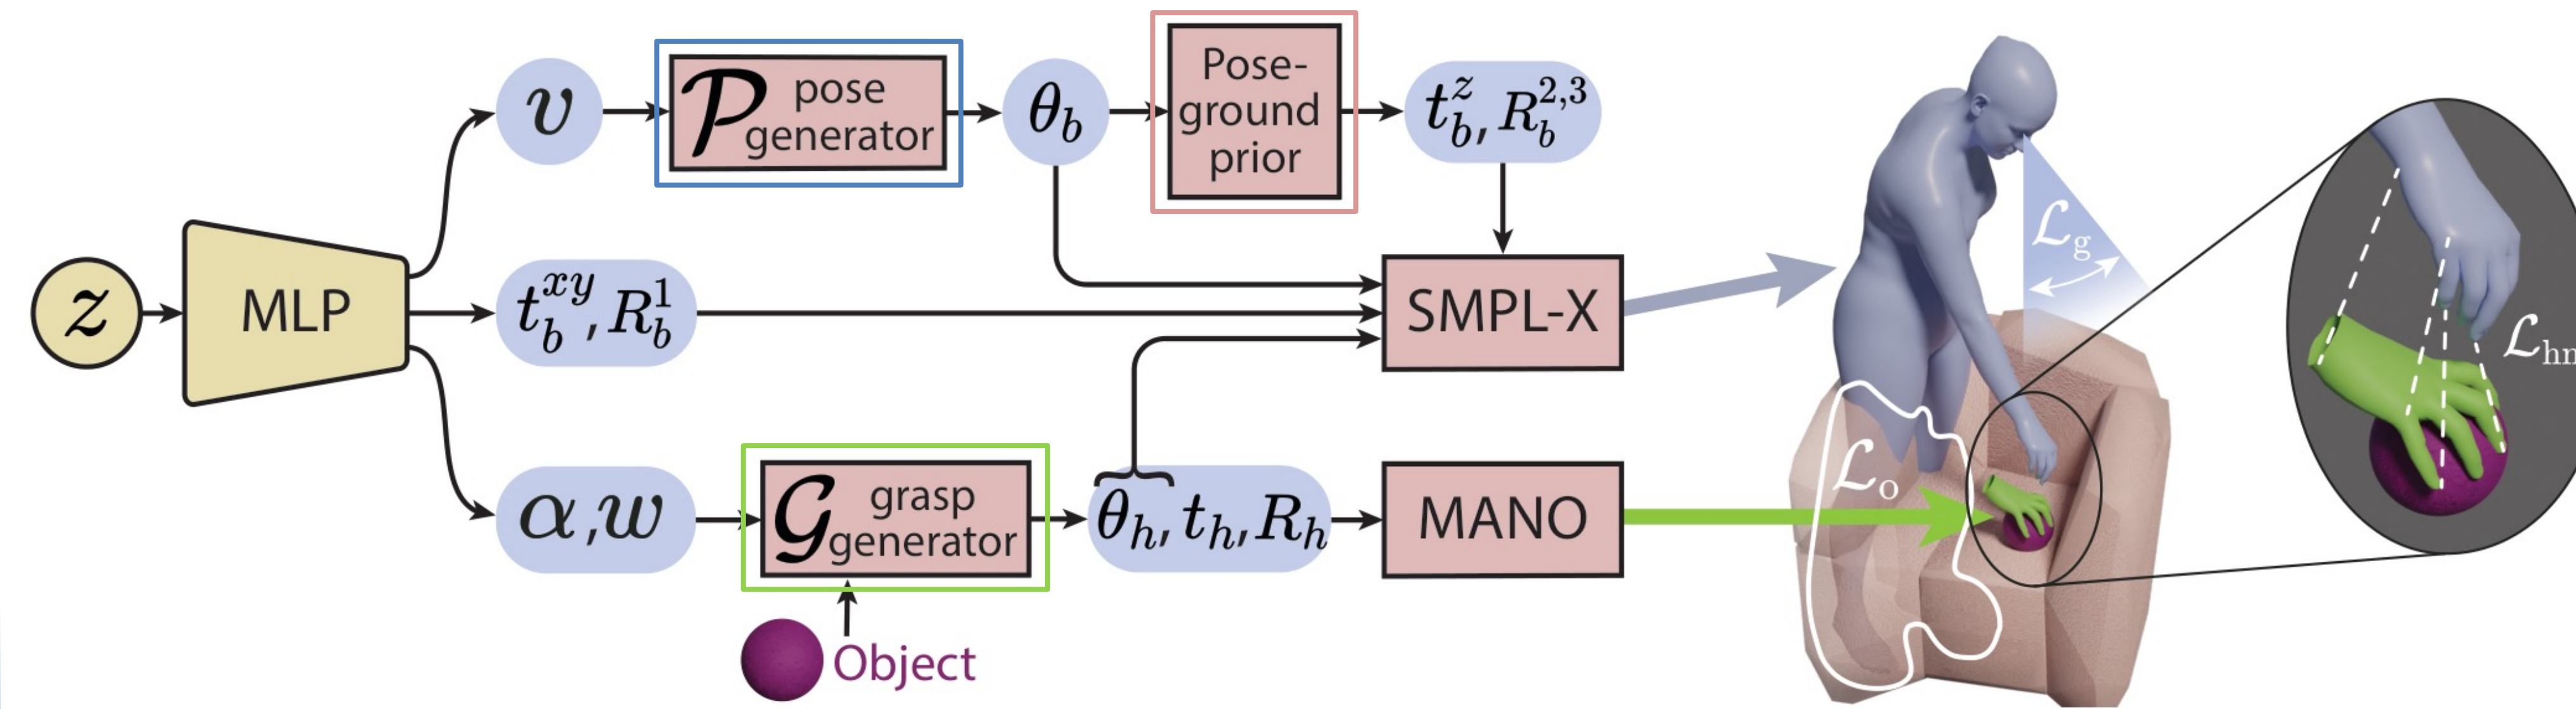 z
MLP
v
𝒫 pose
generator
θ_b
Pose-
ground
prior
t_b^z, R_b^{2,3}
t_b^{xy}, R_b^1
SMPL-X
α,w
𝒢 grasp
generator
Object
θ_h, t_h, R_h
MANO
ℒ_g
ℒ_o